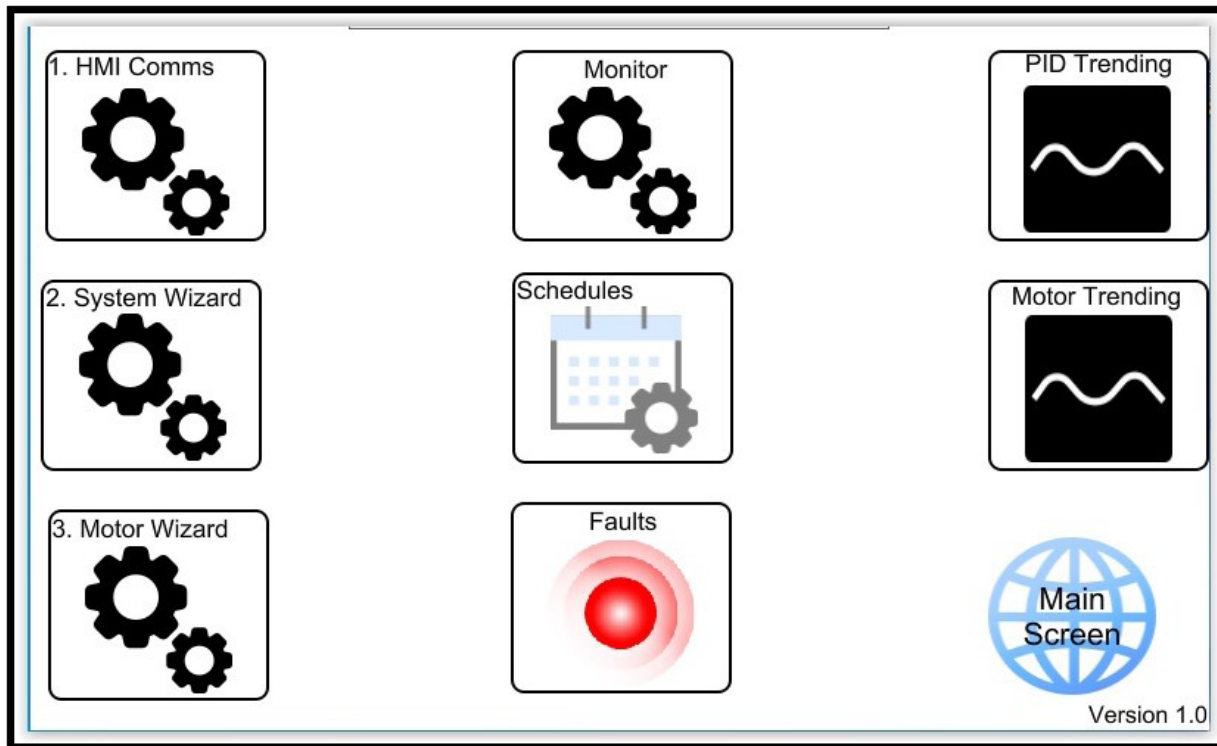 1. HMI Comms
Monitor
PID Trending
2. System Wizard
Schedules
Motor Trending
3. Motor Wizard
Faults
Main
Screen
Version 1.0